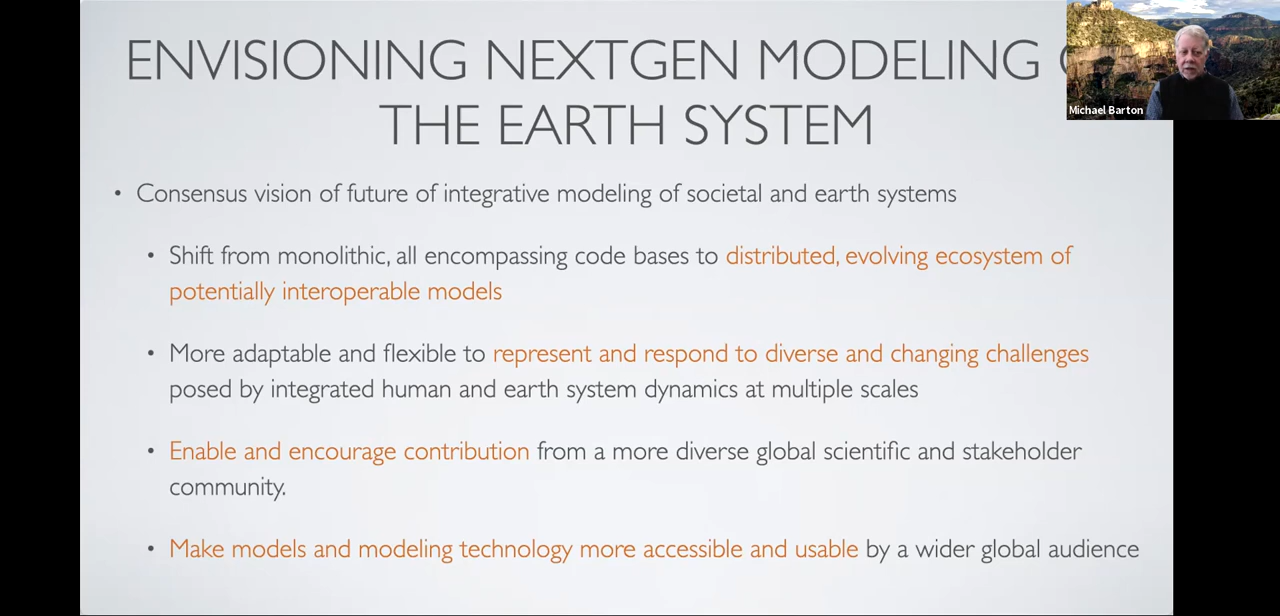 ENVISIONING NEXTGEN MODELING
THE EARTH SYSTEM
Michael Barton
• Consensus vision of future of integrative modeling of societal and earth systems
• Shift from monolithic, all encompassing code bases to distributed, evolving ecosystem of
potentially interoperable models
• More adaptable and flexible to represent and respond to diverse and changing challenges
posed by integrated human and earth system dynamics at multiple scales
• Enable and encourage contribution from a more diverse global scientific and stakeholder
community.
• Make models and modeling technology more accessible and usable by a wider global audience